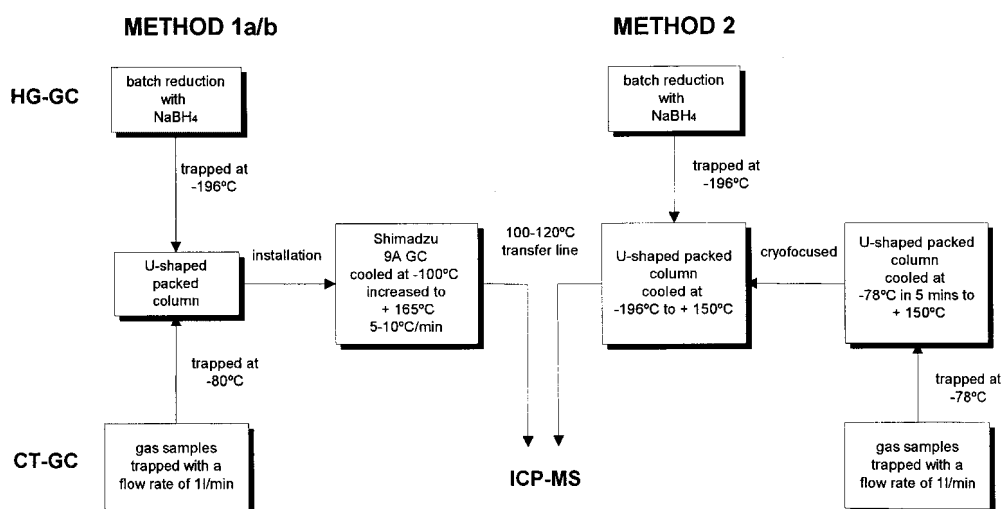 METHOD 1a/b
METHOD 2
HG-GC
batch reduction
with
NaBH₄
batch reduction
with
NaBH₄
trapped at
-196ºC
trapped at
-196ºC
U-shaped
packed
column
installation
Shimadzu
9A GC
cooled at -100ºC
increased to
+ 165ºC
5-10ºC/min
100-120ºC
transfer line
U-shaped packed
column
cooled at
-196ºC to + 150ºC
cryofocused
U-shaped packed
column
cooled at
-78ºC in 5 mins to
+ 150ºC
trapped at
-80ºC
trapped at
-78ºC
CT-GC
gas samples
trapped with a
flow rate of 1l/min
ICP-MS
gas samples
trapped with a
flow rate of 1l/min